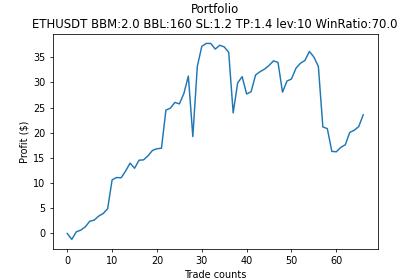 Portfolio
ETHUSDT BBM:2.0 BBL:160 SL:1.2 TP:1.4 lev:10 WinRatio:70.0
35
30
25
20
15
10
5
0
Profit ($)
0 10 20 30 40 50 60
Trade counts